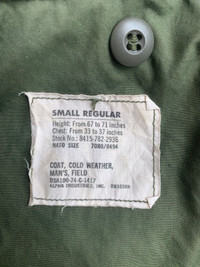 SMALL REGULAR
Height: From 67 to 71 inches
Chest: From 33 to 37 inches
Stock No.: 8415-782-2936
NATO SIZE 7080/8494
COAT, COLD WEATHER,
MAN'S, FIELD
DSA100-74-C-1417
ALPHA INDUSTRIES, INC.